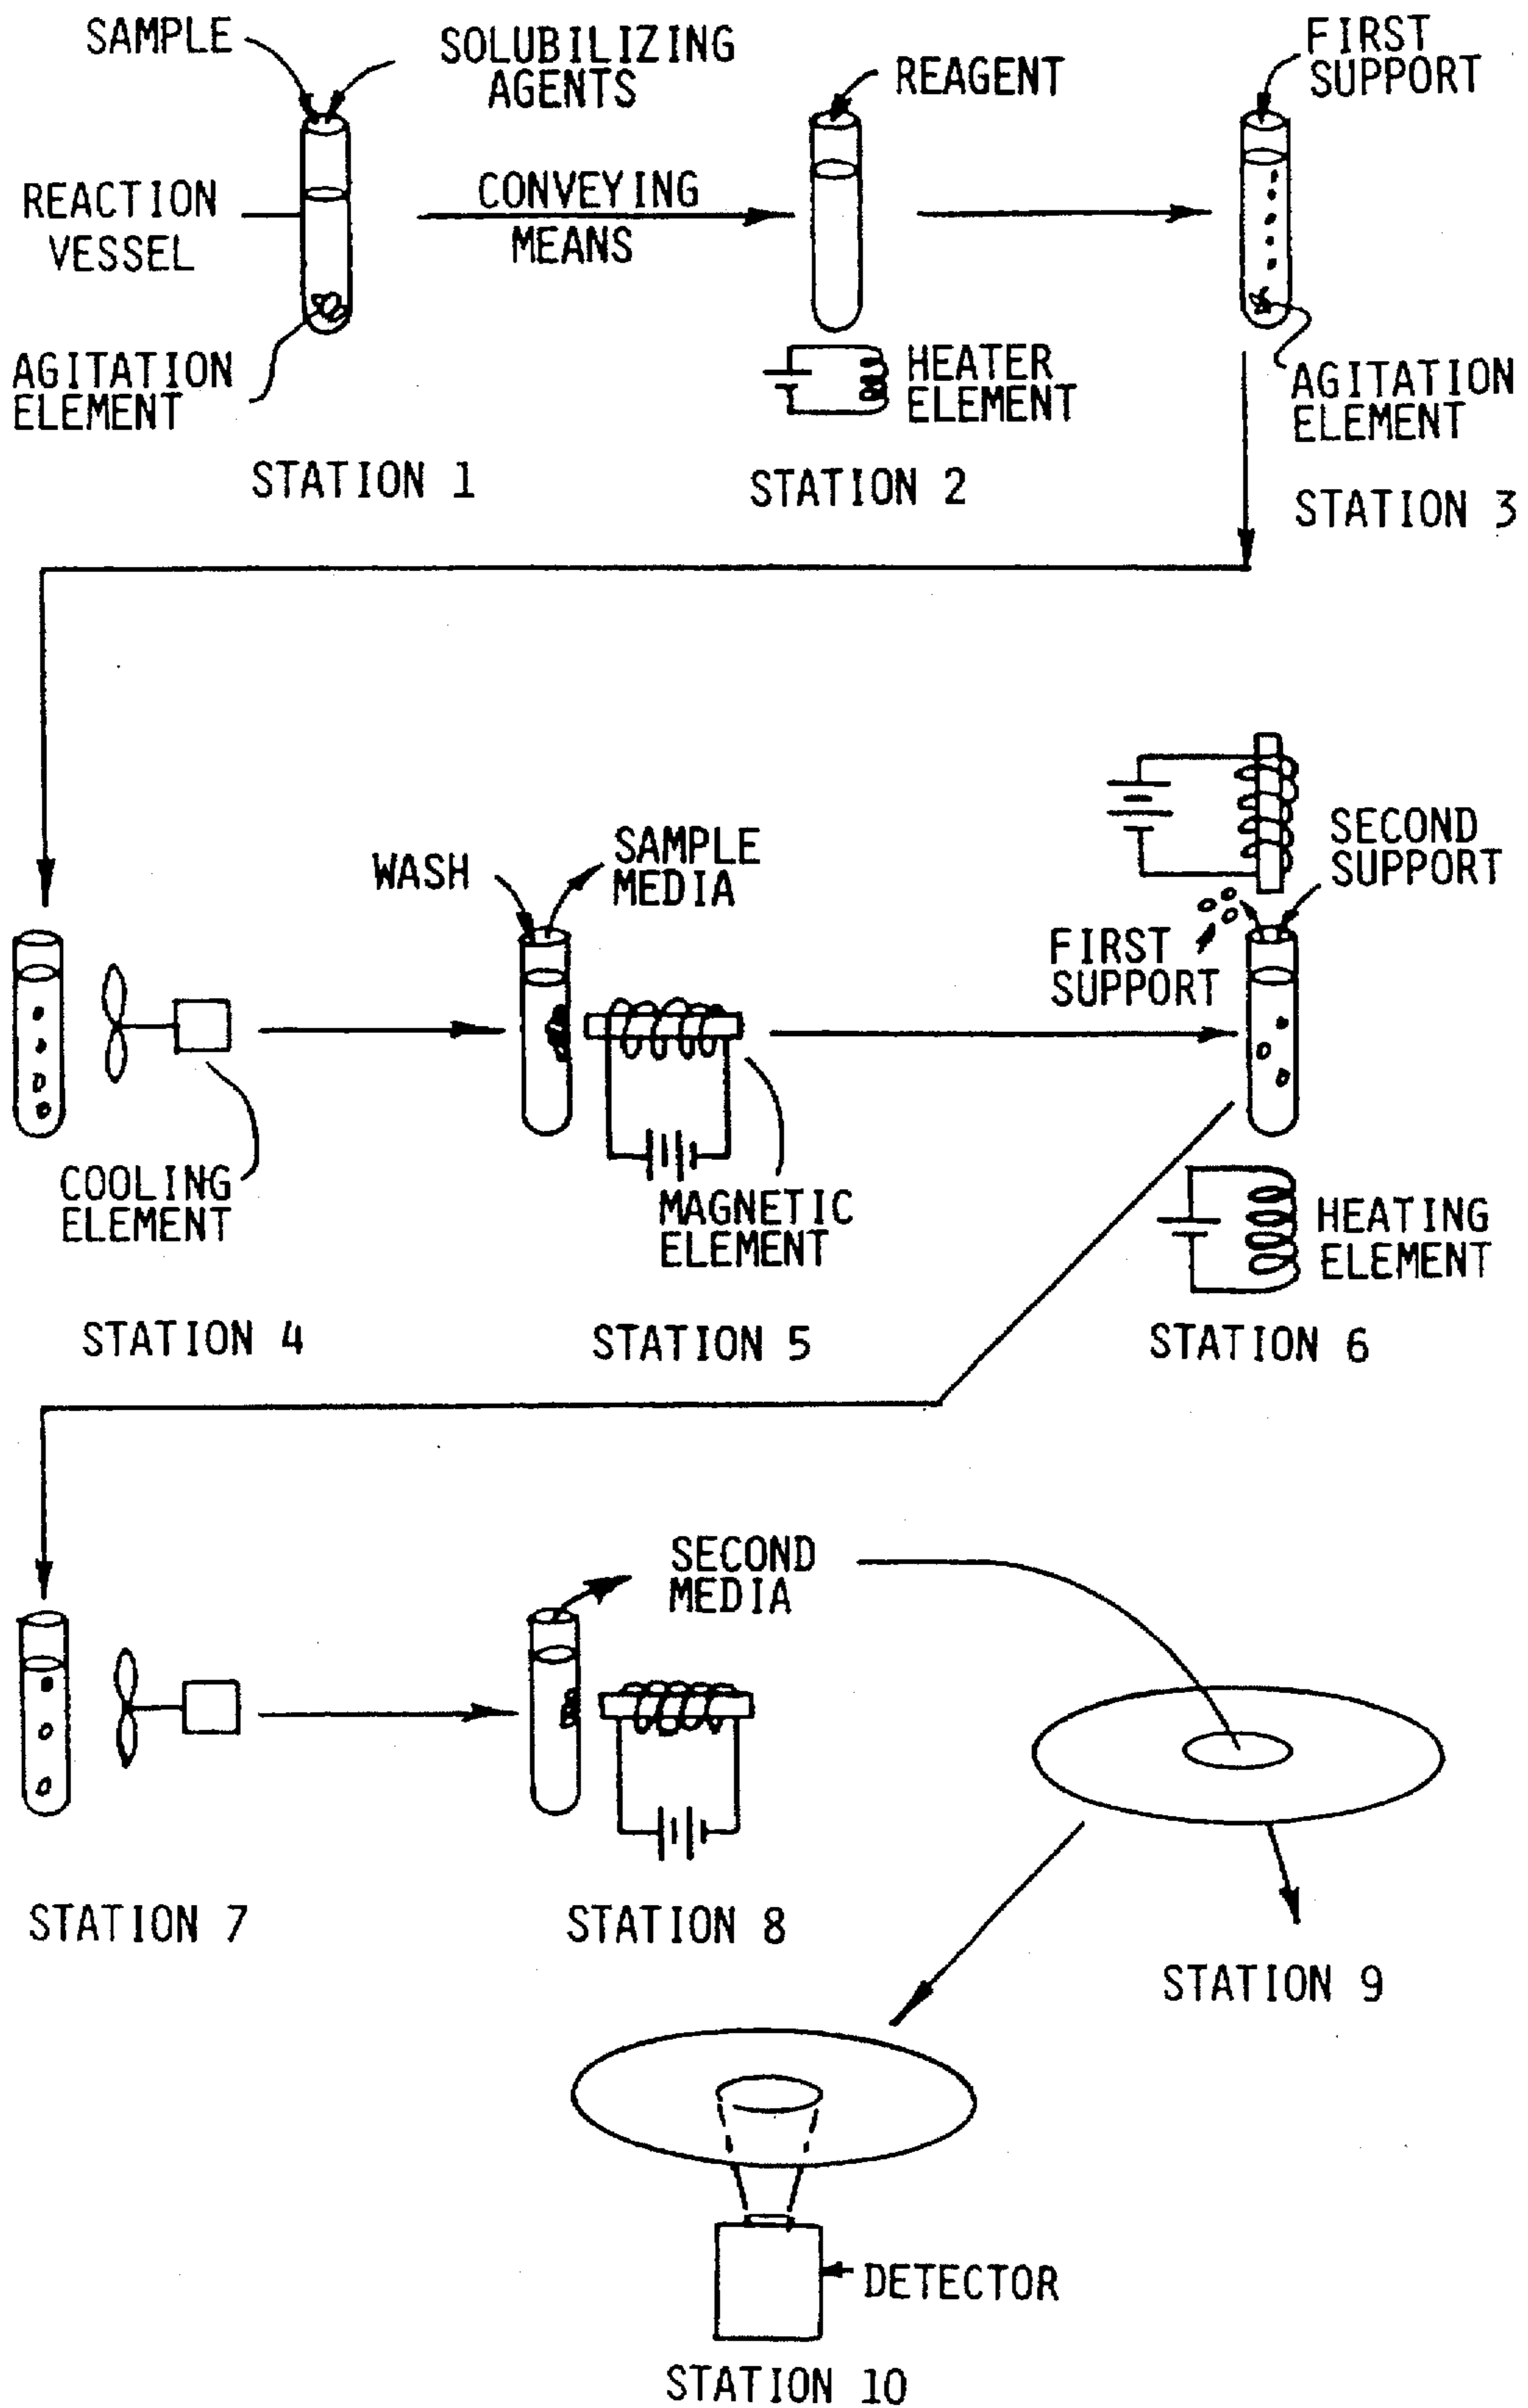 SAMPLE
SOLUBILIZING
AGENTS
REAGENT
FIRST
SUPPORT
REACTION
VESSEL
CONVEYING
MEANS
AGITATION
ELEMENT
HEATER
ELEMENT
AGITATION
ELEMENT
STATION 1
STATION 2
STATION 3
WASH
SAMPLE
MEDIA
SECOND
SUPPORT
FIRST
SUPPORT
COOLING
ELEMENT
MAGNETIC
ELEMENT
HEATING
ELEMENT
STATION 4
STATION 5
STATION 6
SECOND
MEDIA
STATION 7
STATION 8
STATION 9
DETECTOR
STATION 10